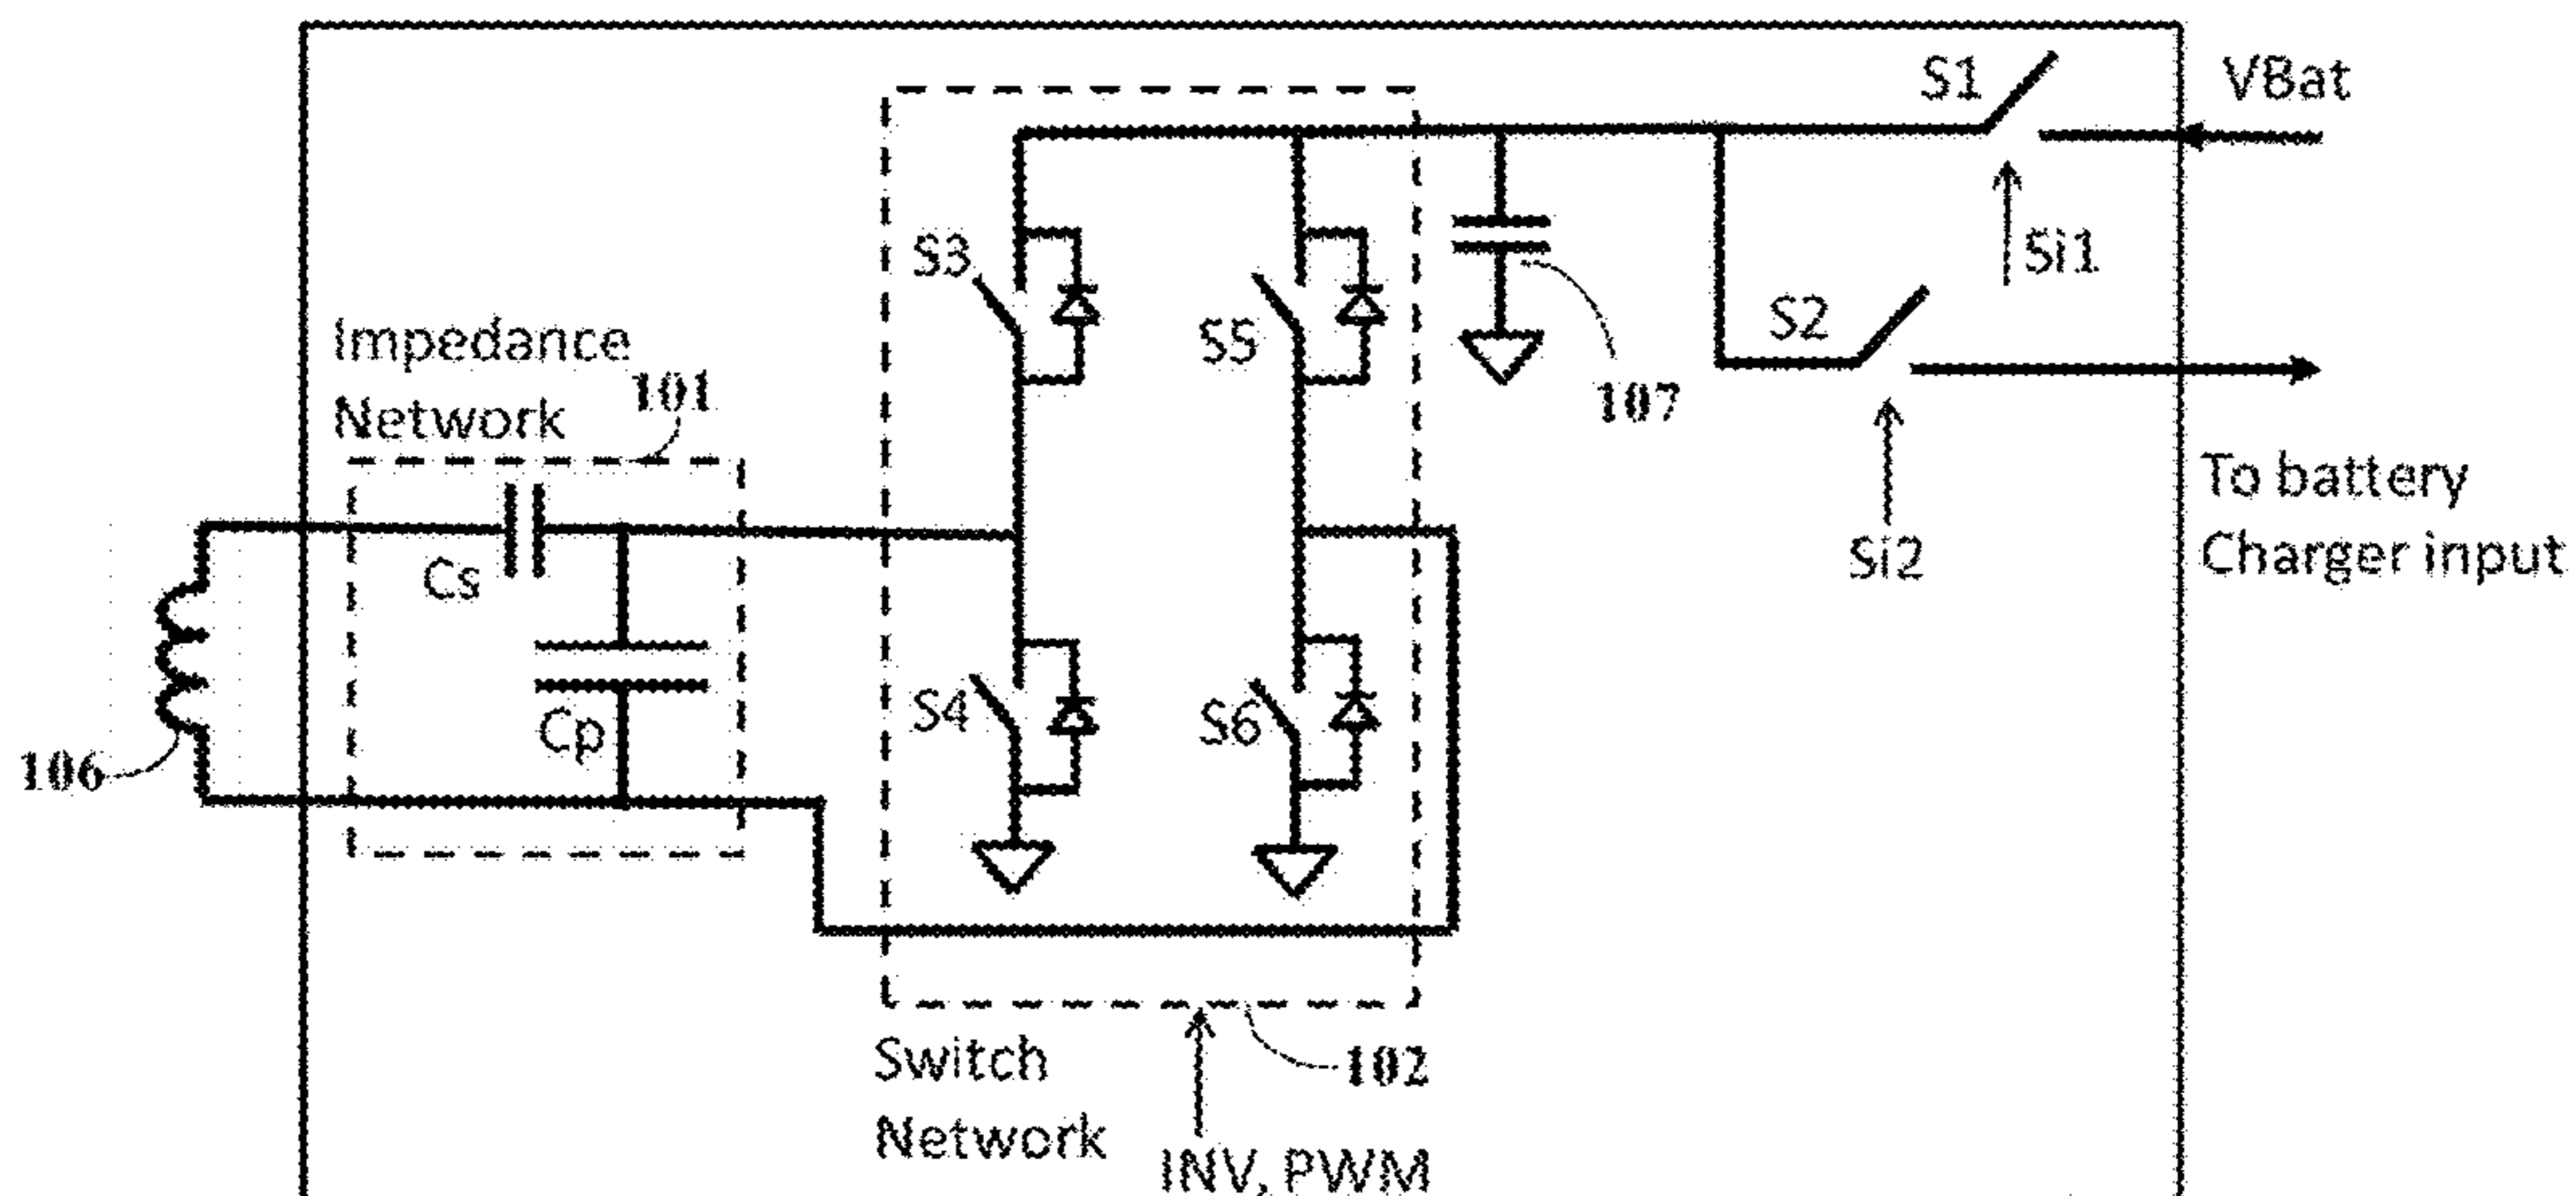 S1
VBat
S3
S5
Si1
S2
107
Impedance
Network
101
To battery
Charger input
Si2
Cs
S4
S6
Cp
106
Switch
Network
102
INV, PWM